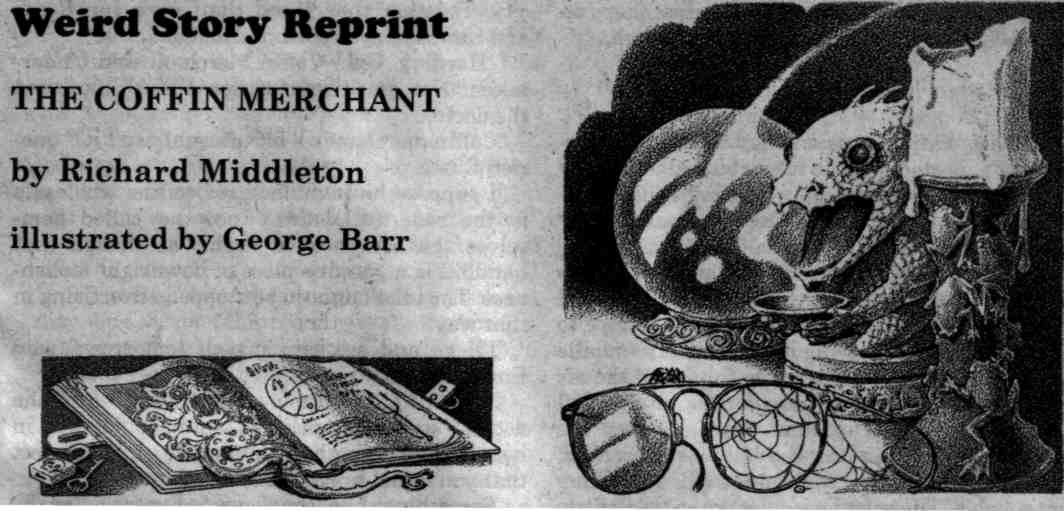 Weird Story Reprint
THE COFFIN MERCHANT
by Richard Middleton
illustrated by George Barr